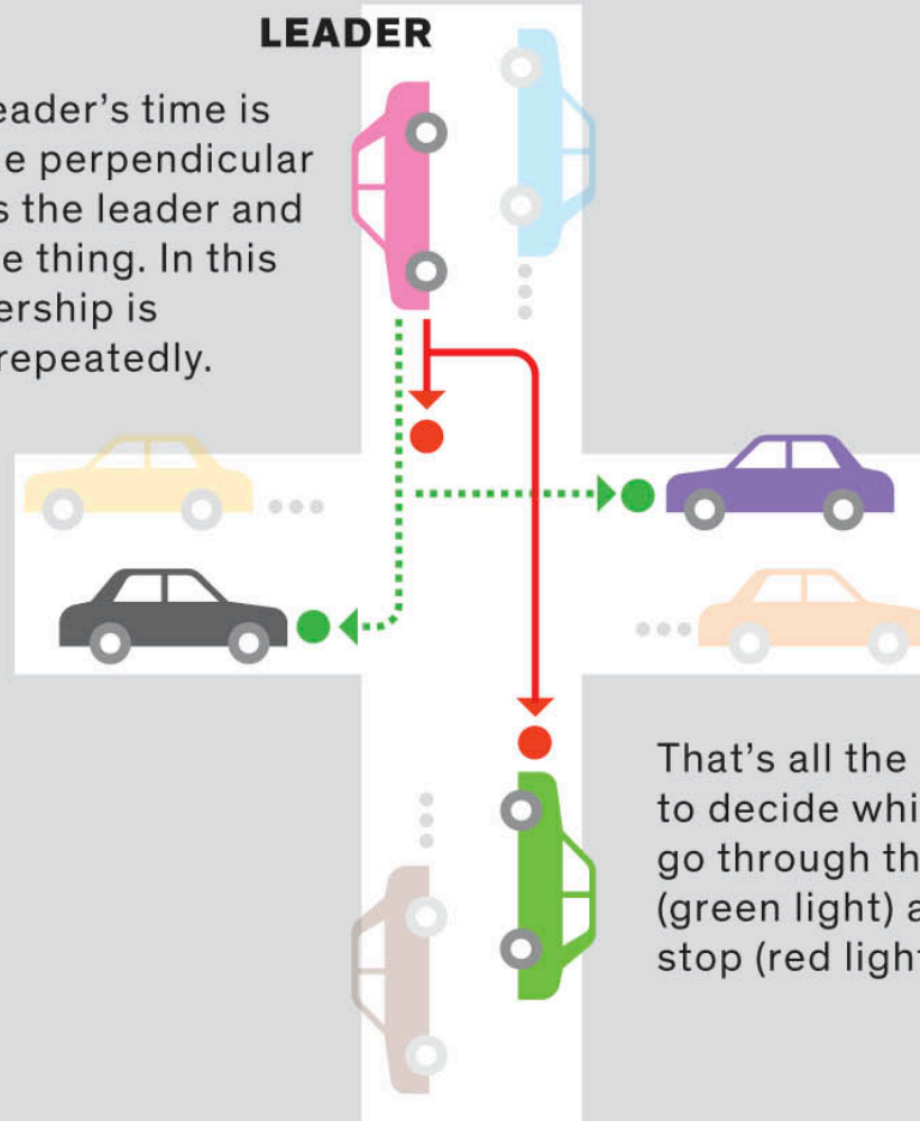 LEADER
eader's time is
e perpendicular
s the leader and
e thing. In this
ership is
repeatedly.
That's all the
to decide whi
go through th
(green light) a
stop (red light